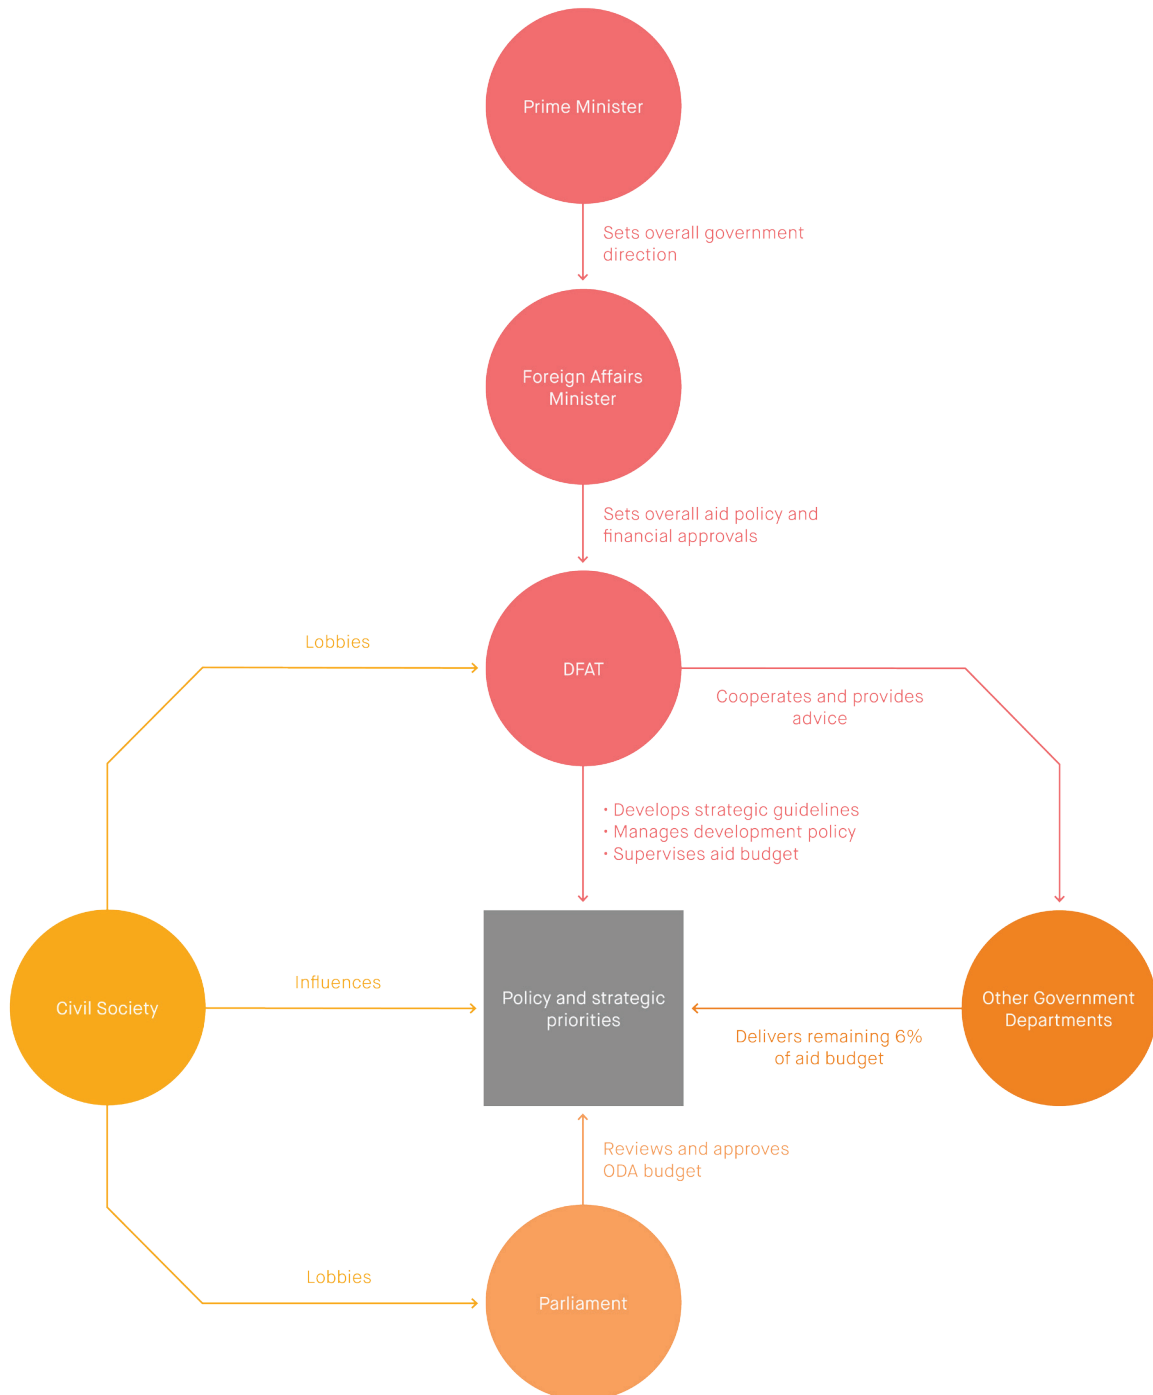 Prime Minister
Sets overall government
direction
Foreign Affairs
Minister
Sets overall aid policy and
financial approvals
Lobbies
DFAT
Cooperates and provides
advice
• Develops strategic guidelines
• Manages development policy
• Supervises aid budget
Civil Society
Influences
Policy and strategic
priorities
Delivers remaining 6%
of aid budget
Other Government
Departments
Reviews and approves
ODA budget
Lobbies
Parliament